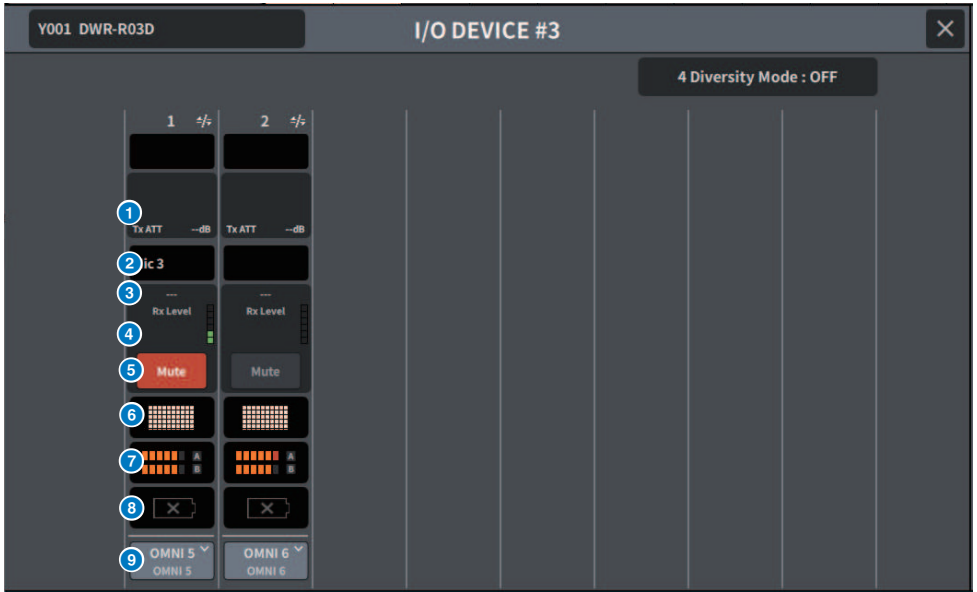 Y001 DWR-R03D
I/O DEVICE #3
4 Diversity Mode : OFF
1 +/- 2 +/-
1
Tx ATT --dB Tx ATT --dB
2 ic 3
3 --- ---
Rx Level Rx Level
4
5 Mute Mute
6
7 A A
B B
8
9 OMNI 5 OMNI 6
OMNI 5 OMNI 6